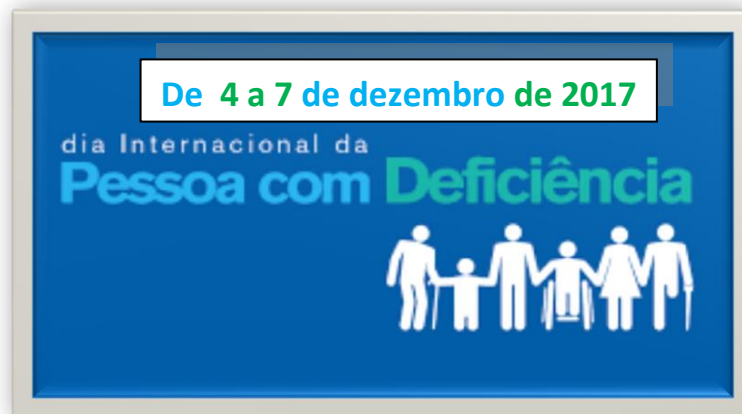 De 4 a 7 de dezembro de 2017
dia Internacional da
Pessoa com Deficiência